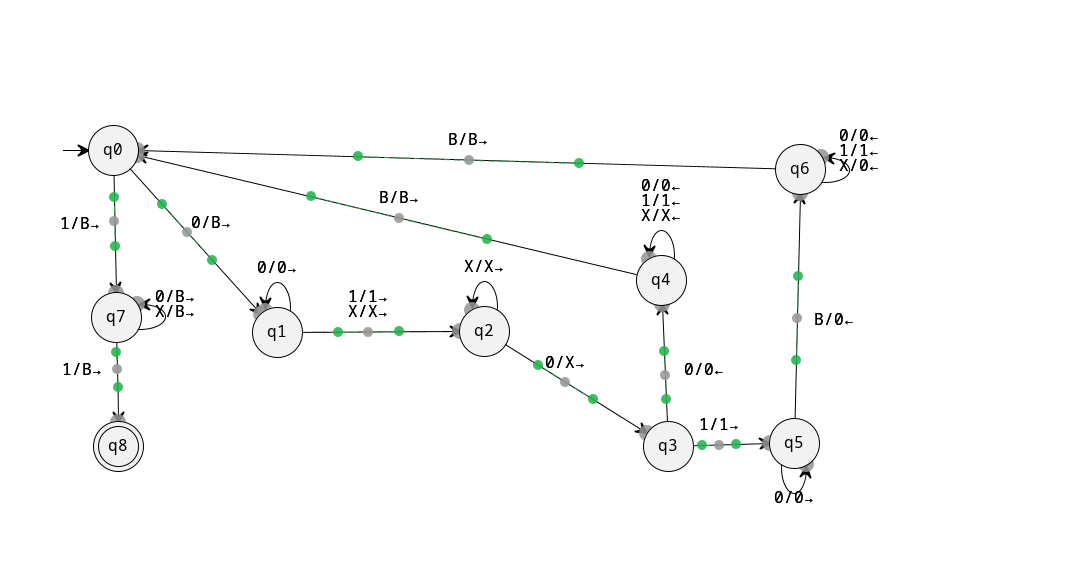 0/0←
B/B→
1/1←
q0
X/0←
q6
0/0←
B/B→
1/1←
X/X←
1/B→
0/B→
0/0→
X/X→
q4
0/B→
1/1→
X/B→
X/X→
q7
B/0←
q1
q2
1/B→
0/X→
0/0←
1/1→
q8
q3
q5
0/0→